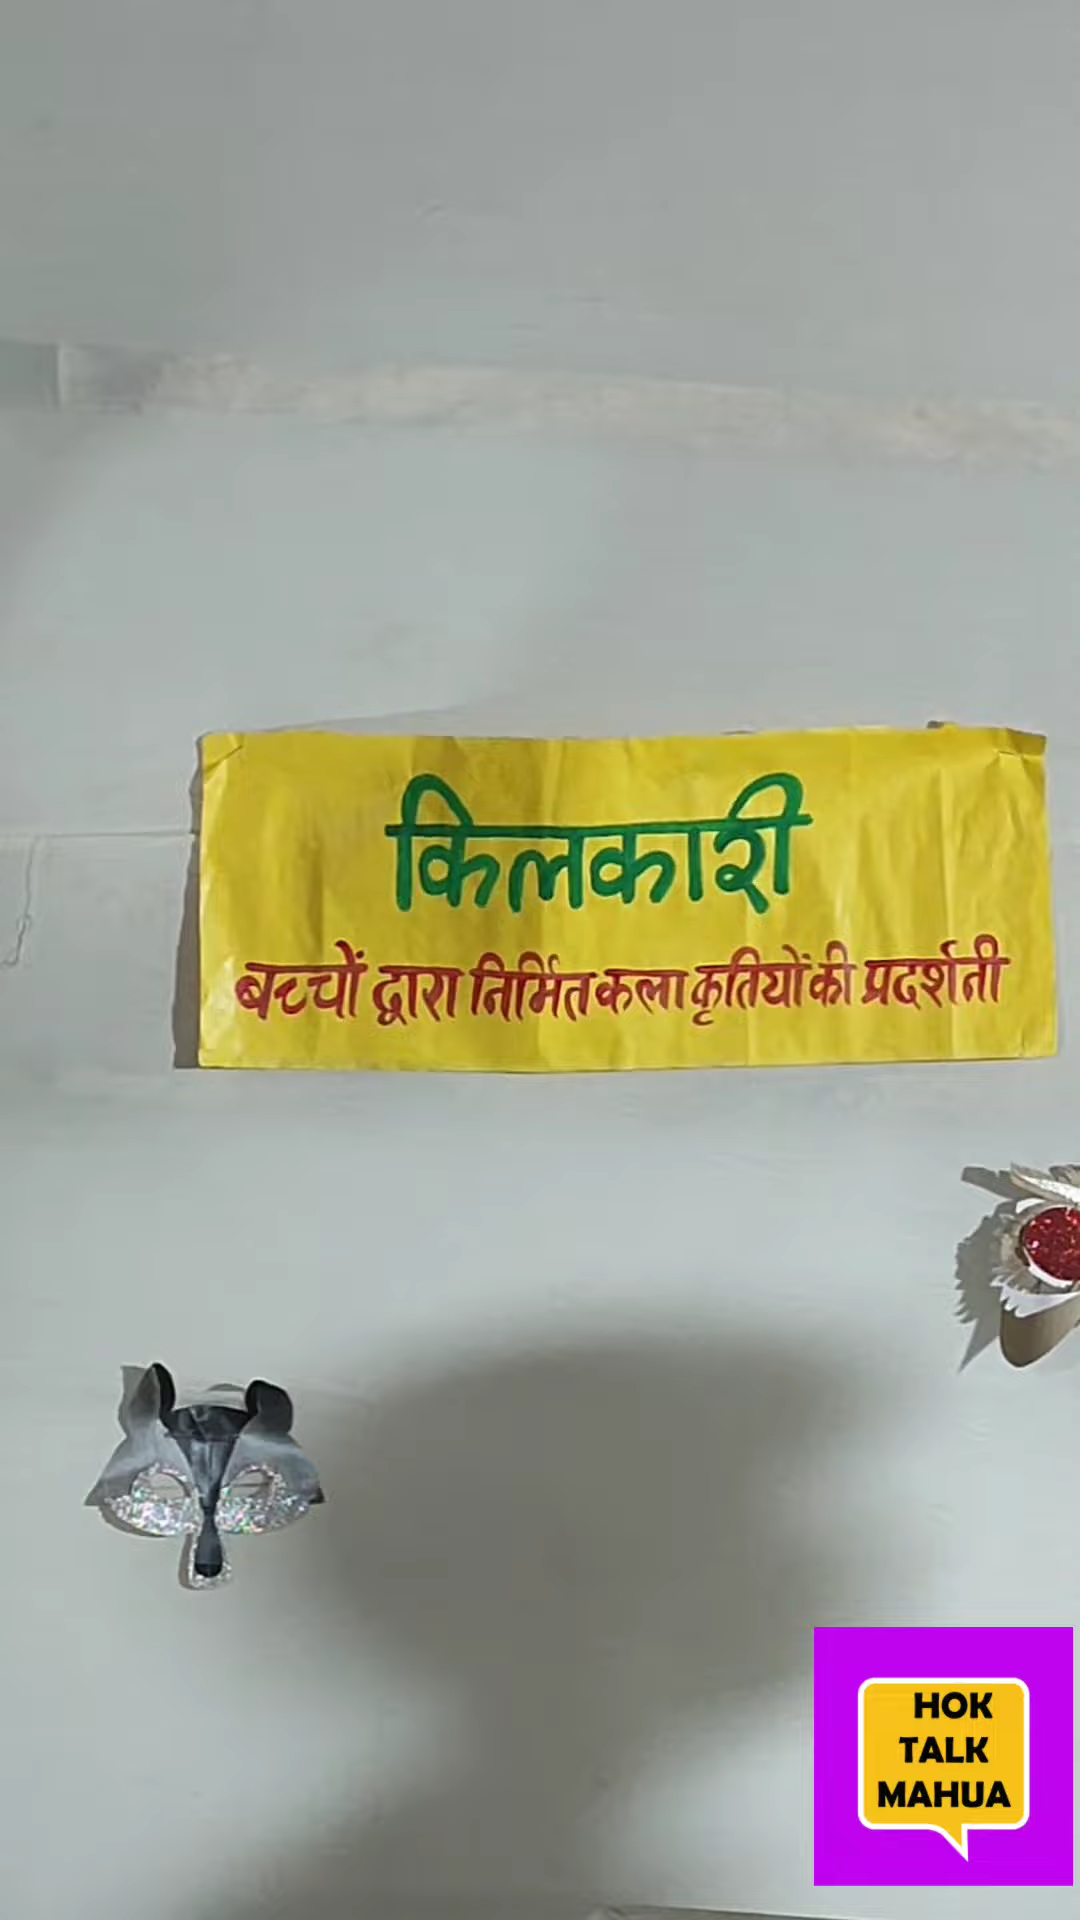 किलकारी
बच्चों द्वारा निर्मित कला कृतियों की प्रदर्शनी
HOK
TALK
MAHUA